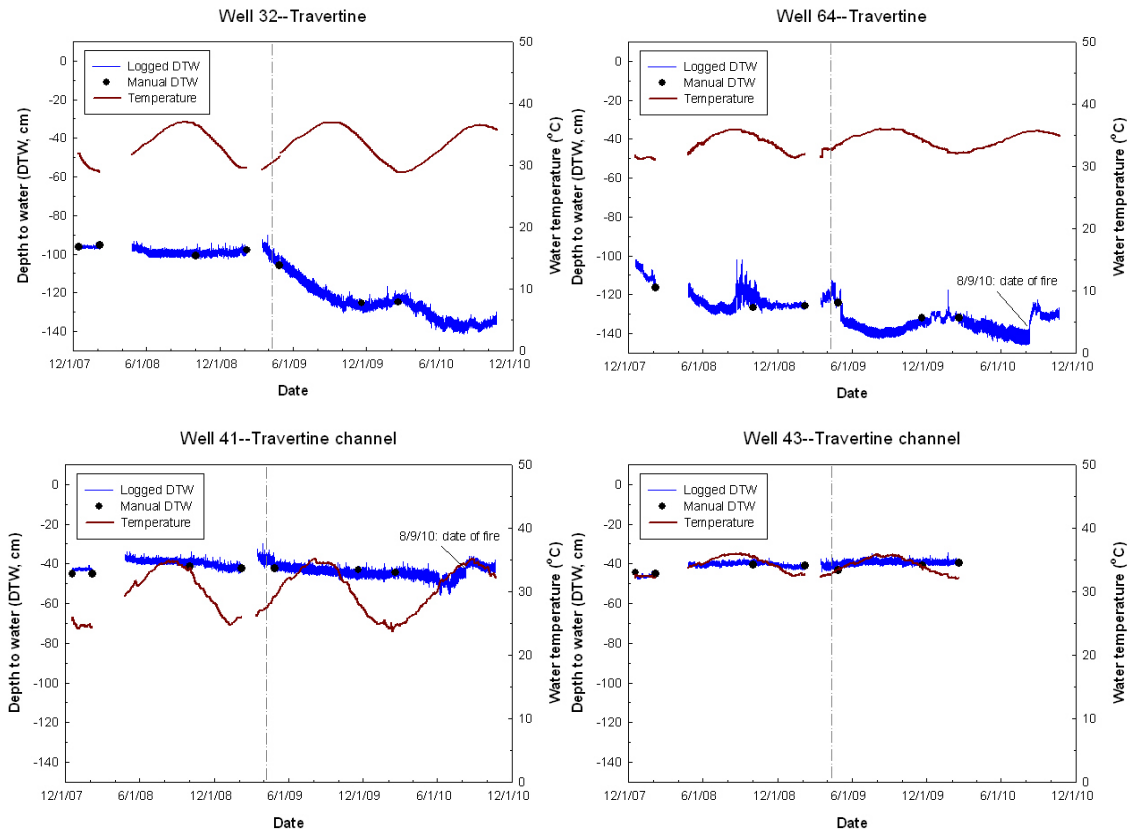 Well 32--Travertine
Depth to water (DTW, cm)
0
-20
-40
-60
-80
-100
-120
-140
Logged DTW
Manual DTW
Temperature
50
40
30
20
10
0
Water temperature (°C)
12/1/07
6/1/08
12/1/08
6/1/09
12/1/09
6/1/10
12/1/10
Date
Well 64--Travertine
Depth to water (DTW, cm)
0
-20
-40
-60
-80
-100
-120
-140
Logged DTW
Manual DTW
Temperature
8/9/10: date of fire
50
40
30
20
10
0
Water temperature (°C)
12/1/07
6/1/08
12/1/08
6/1/09
12/1/09
6/1/10
12/1/10
Date
Well 41--Travertine channel
Depth to water (DTW, cm)
0
-20
-40
-60
-80
-100
-120
-140
Logged DTW
Manual DTW
Temperature
8/9/10: date of fire
50
40
30
20
10
0
Water temperature (°C)
12/1/07
6/1/08
12/1/08
6/1/09
12/1/09
6/1/10
12/1/10
Date
Well 43--Travertine channel
Depth to water (DTW, cm)
0
-20
-40
-60
-80
-100
-120
-140
Logged DTW
Manual DTW
Temperature
50
40
30
20
10
0
Water temperature (°C)
12/1/07
6/1/08
12/1/08
6/1/09
12/1/09
6/1/10
12/1/10
Date